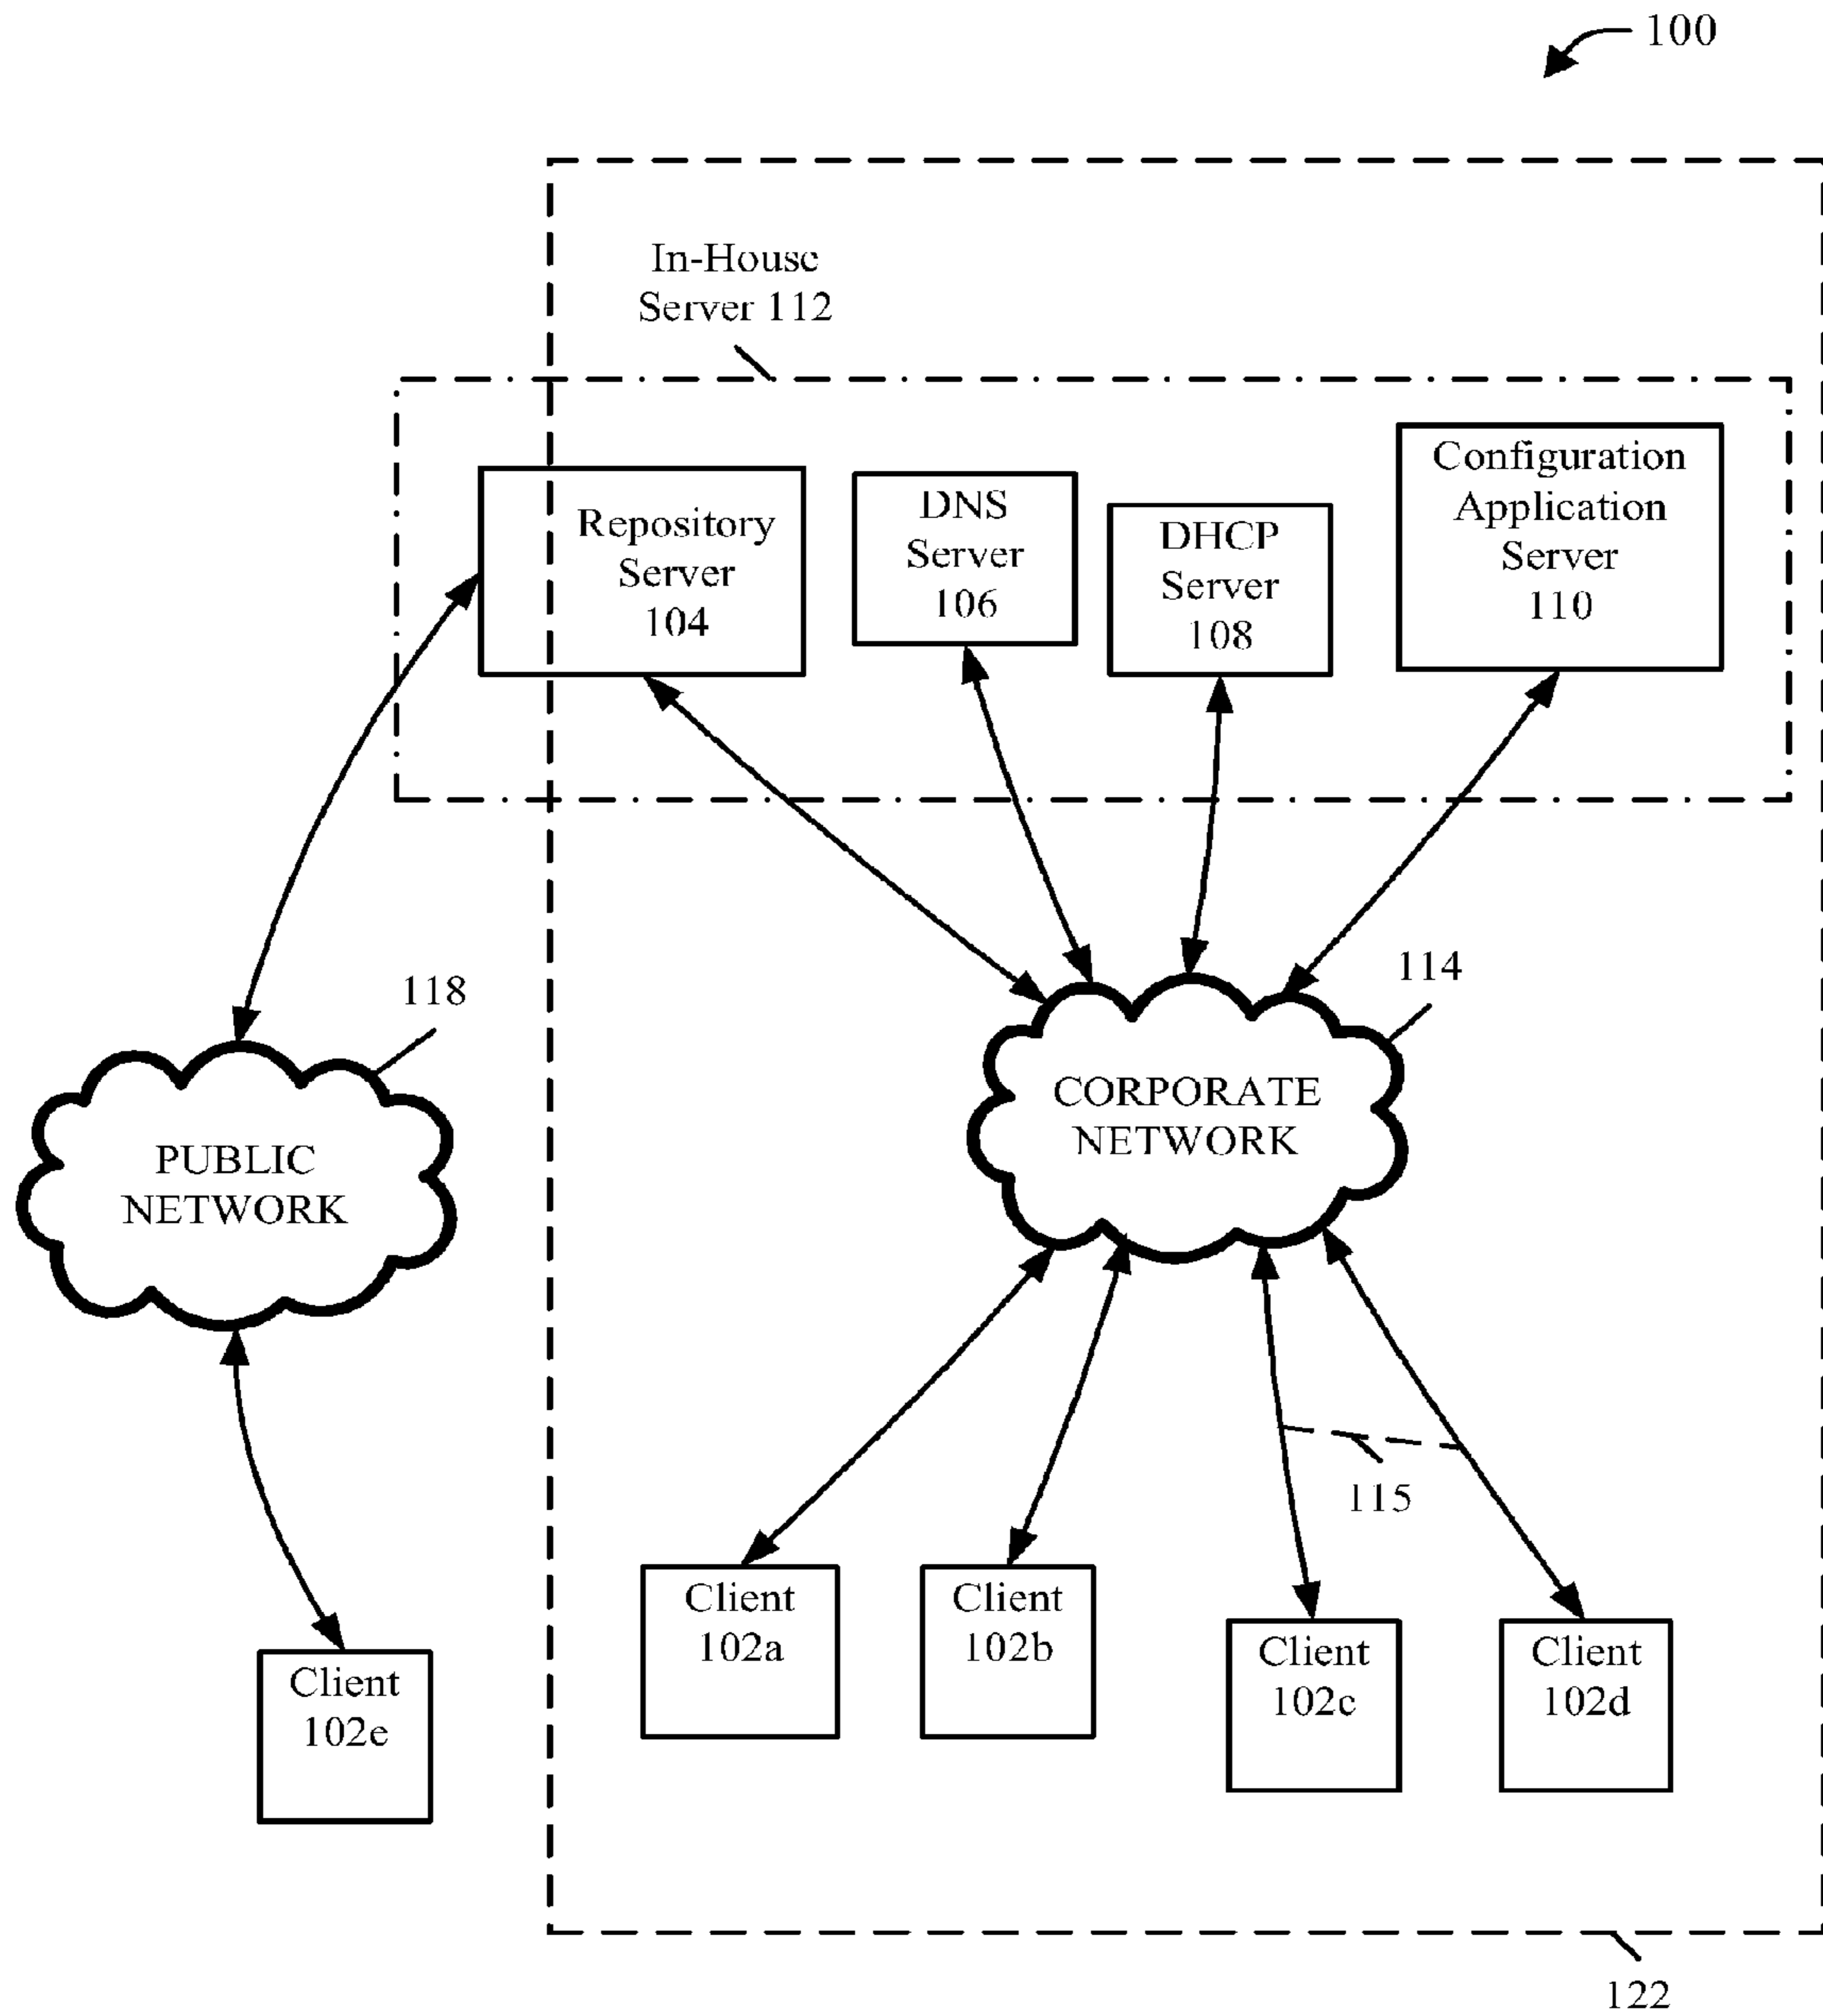 100
In-House
Server 112
Repository
Server
104
DNS
Server
106
DHCP
Server
108
Configuration
Application
Server
110
118
114
PUBLIC
NETWORK
CORPORATE
NETWORK
115
Client
102a
Client
102b
Client
102c
Client
102d
Client
102e
122